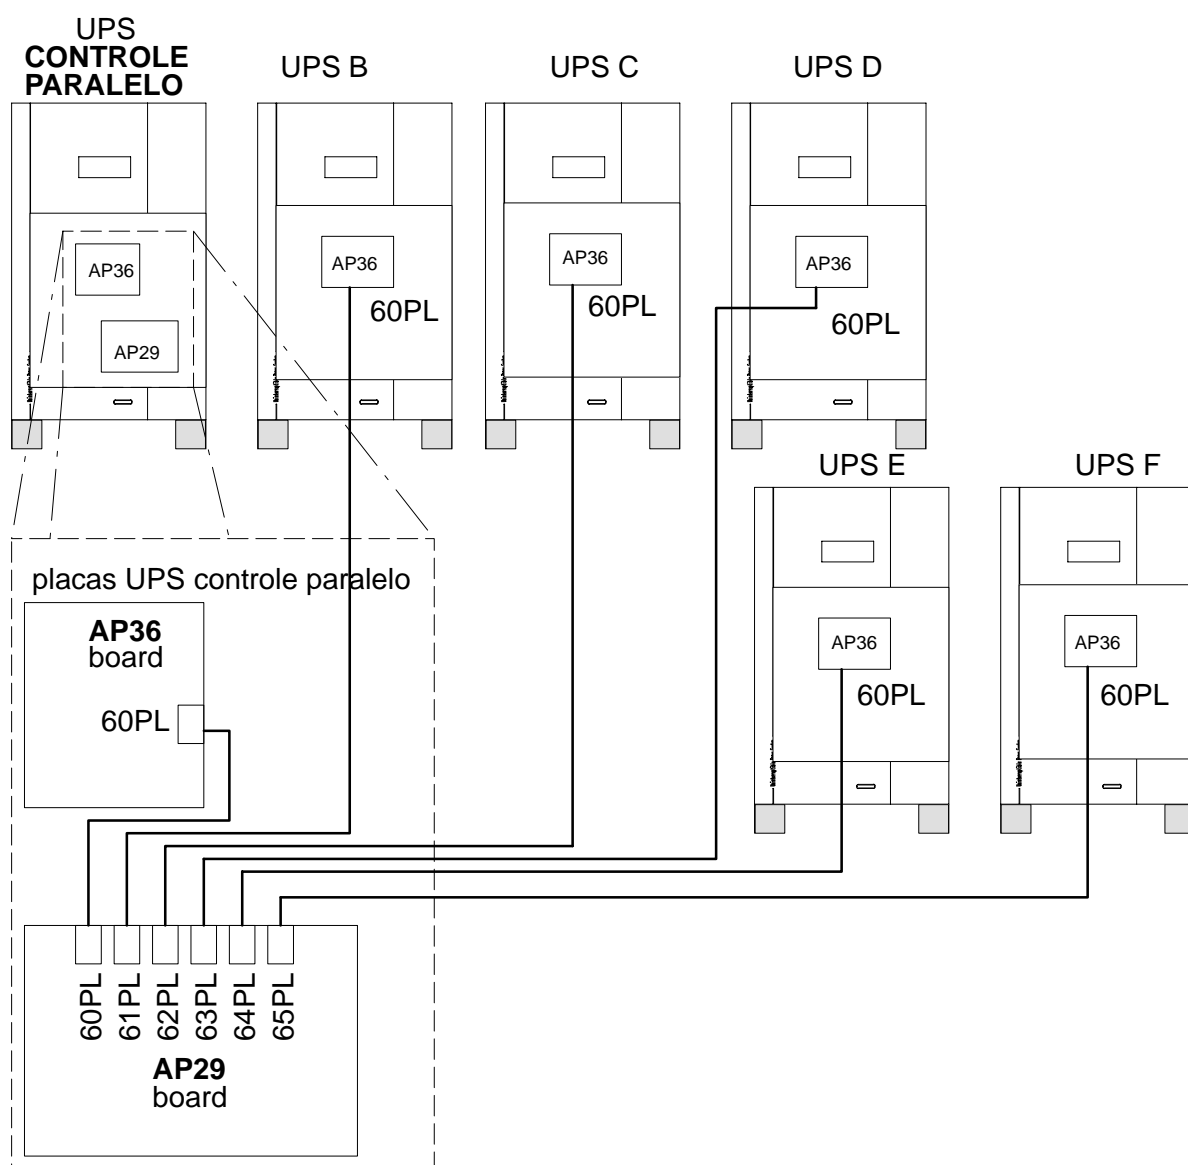 UPS
CONTROLE
PARALELO
UPS B
UPS C
UPS D
AP36
AP29
AP36
60PL
AP36
60PL
AP36
60PL
UPS E
UPS F
AP36
60PL
AP36
60PL
placas UPS controle paralelo
AP36
board
60PL
60PL
61PL
62PL
63PL
64PL
65PL
AP29
board